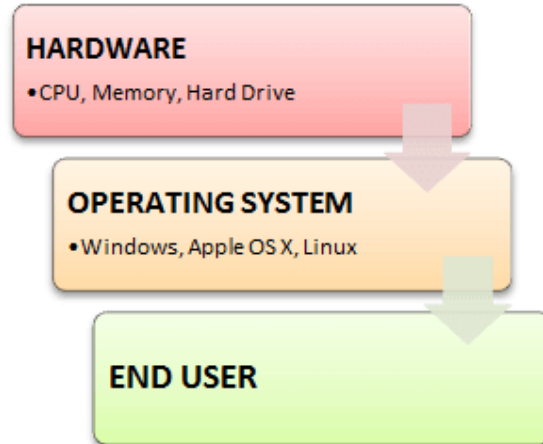 HARDWARE
•CPU, Memory, Hard Drive
OPERATING SYSTEM
•Windows, Apple OS X, Linux
END USER